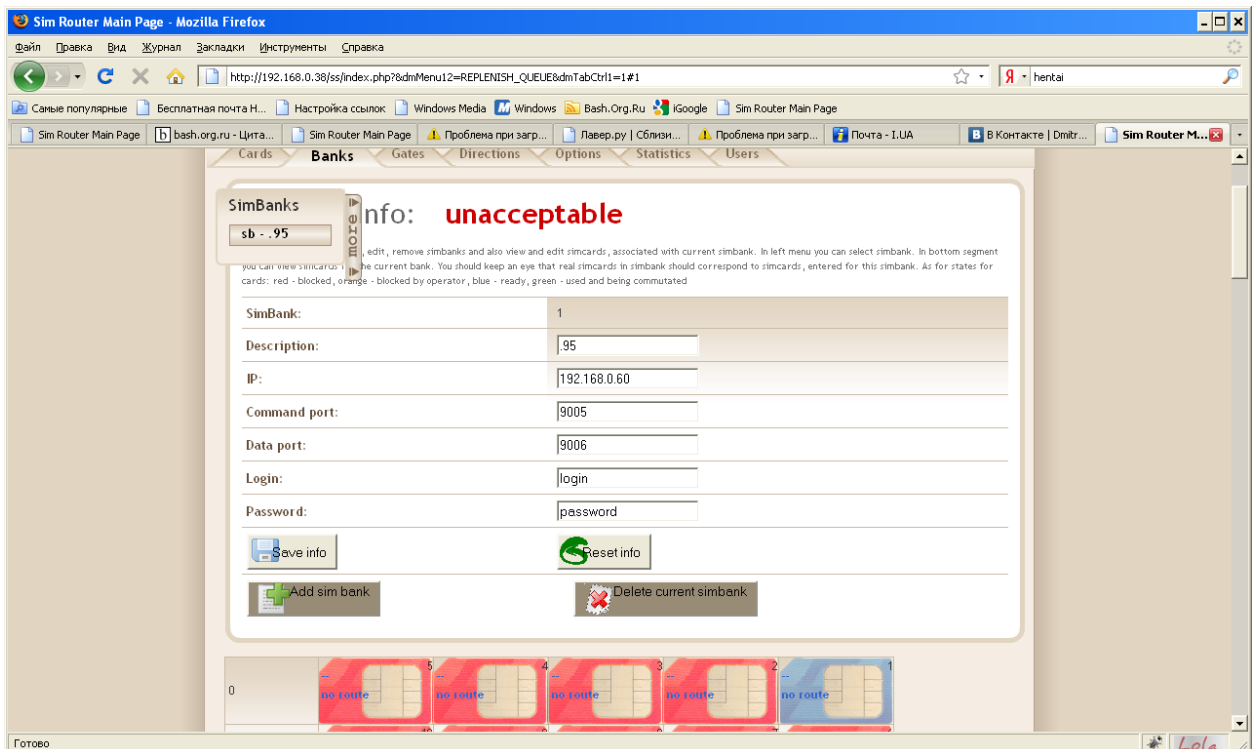 Sim Router Main Page - Mozilla Firefox
Файл Правка Вид Журнал Закладки Инструменты Справка
http://192.168.0.38/ss/index.php?&dmMenu12=REPLENISH_QUEUE&dmTabCtrl1=1#1
hentai
Самые популярные Бесплатная почта H... Настройка ссылок Windows Media Windows Bash.Org.Ru iGoogle Sim Router Main Page
Sim Router Main Page bash.org.ru - Цита... Sim Router Main Page Проблема при загр... Лавер.ру | Сблизи... Проблема при загр... Почта - I.UA В Контакте | Dmitr... Sim Router M...
Cards Banks Gates Directions Options Statistics Users
SimBanks
sb - .95
more
nfo: unacceptable
, edit, remove simbanks and also view and edit simcards, associated with current simbank. In left menu you can select simbank. In bottom segment
you can view simcards he current bank. You should keep an eye that real simcards in simbank should correspond to simcards, entered for this simbank. As for states for
cards: red - blocked, orange - blocked by operator, blue - ready, green - used and being commutated
SimBank: 1
Description: .95
IP: 192.168.0.60
Command port: 9005
Data port: 9006
Login: login
Password: password
Save info Reset info
Add sim bank Delete current simbank
5 4 3 2 1
-- -- -- -- --
0 no route no route no route no route no route
Готово